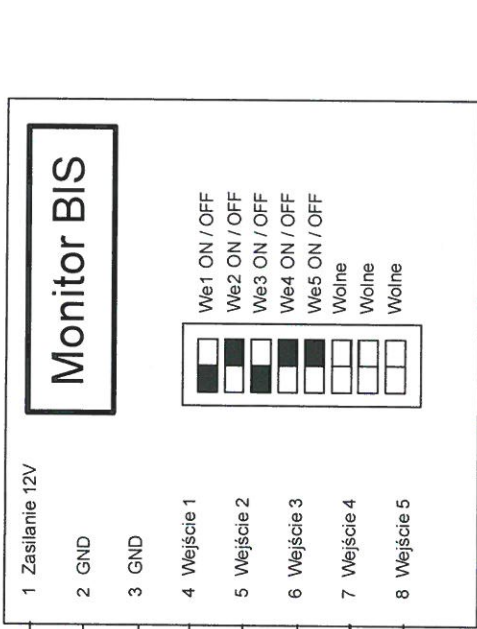 Monitor BIS
1 Zasilanie 12V
2 GND
3 GND
4 Wejście 1
5 Wejście 2
6 Wejście 3
7 Wejście 4
8 Wejście 5
We1 ON / OFF
We2 ON / OFF
We3 ON / OFF
We4 ON / OFF
We5 ON / OFF
Wolne
Wolne
Wolne